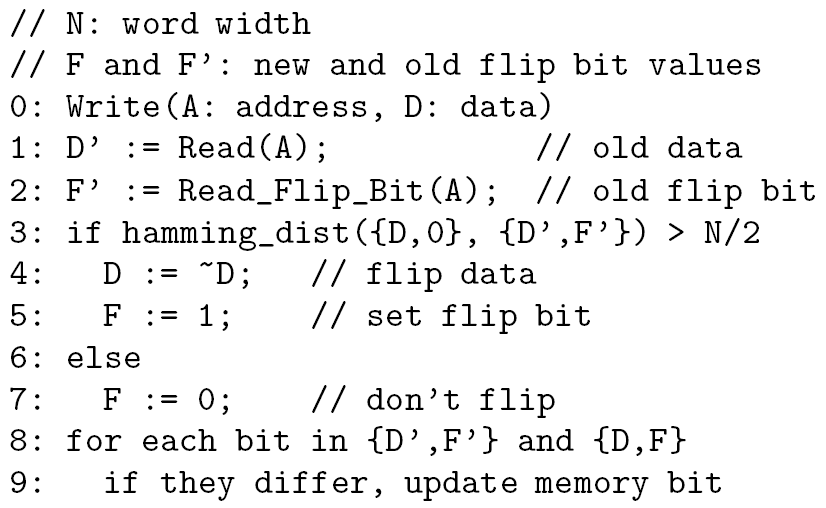 // N: word width
// F and F’: new and old flip bit values
0: Write(A: address, D: data)
1: D’ := Read(A);           // old data
2: F’ := Read_Flip_Bit(A);  // old flip bit
3: if hamming_dist({D,0}, {D’,F’}) > N/2
4:   D := ~D;   // flip data
5:   F := 1;    // set flip bit
6: else
7:   F := 0;    // don’t flip
8: for each bit in {D’,F’} and {D,F}
9:   if they differ, update memory bit